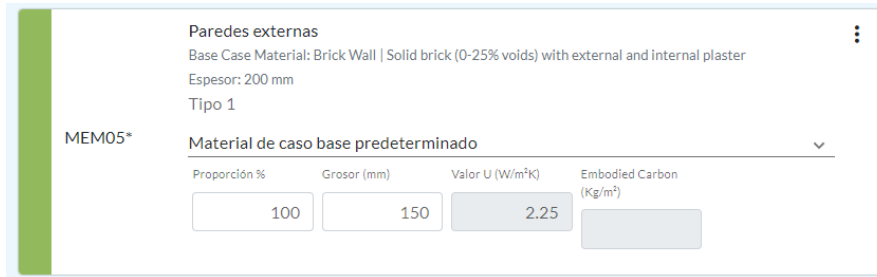 Paredes externas
Base Case Material: Brick Wall | Solid brick (0-25% voids) with external and internal plaster
Espesor: 200 mm
Tipo 1
MEM05*
Material de caso base predeterminado
Proporción % Grosor (mm) Valor U (W/m²K) Embodied Carbon
(Kg/m²)
100 150 2.25